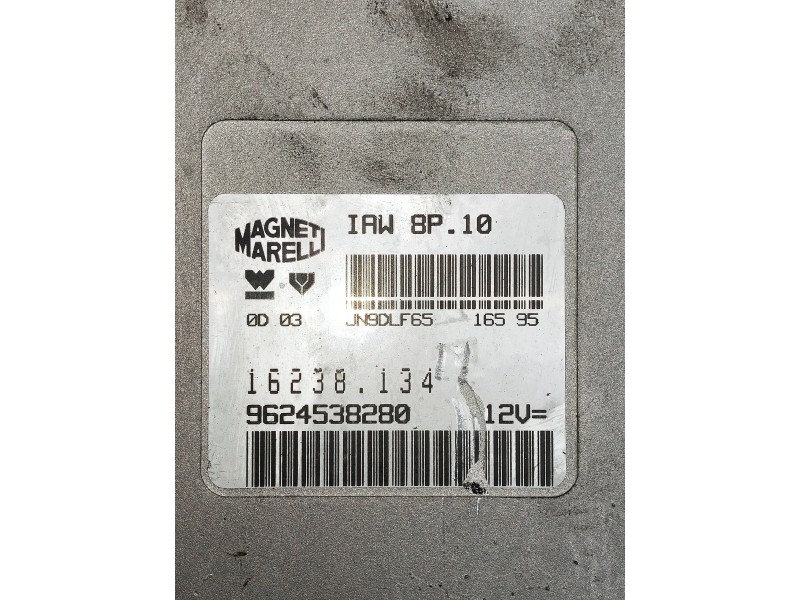 MAGNETI
MARELLI
IAW 8P.10
0D 03
JN9DLF65 165 95
16238.134
9624538280 12V=